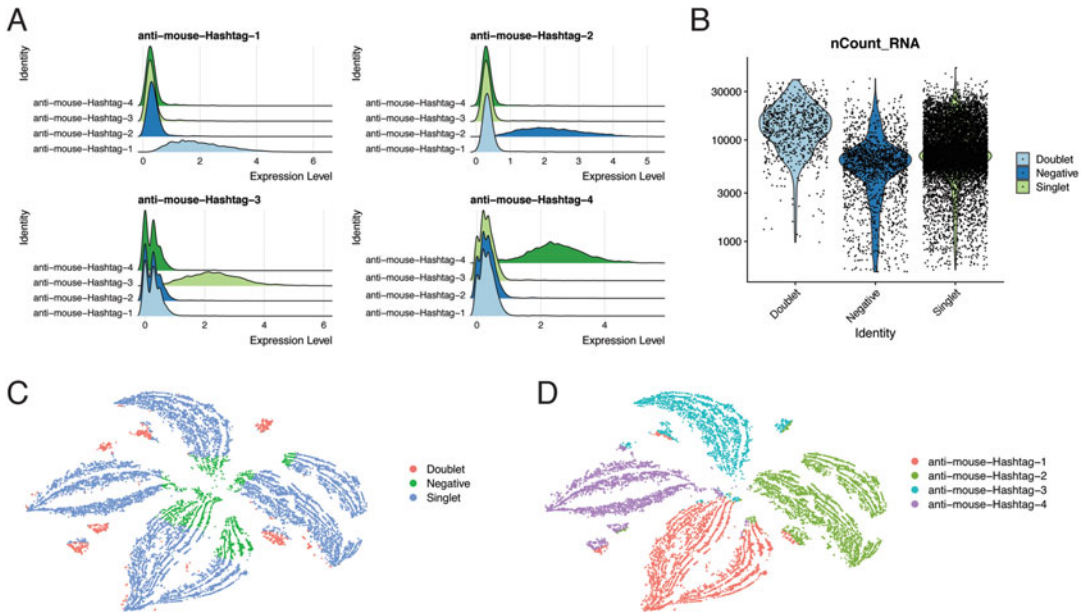 A
anti-mouse-Hashtag-1
Identity
anti-mouse-Hashtag-4
anti-mouse-Hashtag-3
anti-mouse-Hashtag-2
anti-mouse-Hashtag-1
0 2 4 6
Expression Level
anti-mouse-Hashtag-2
Identity
anti-mouse-Hashtag-4
anti-mouse-Hashtag-3
anti-mouse-Hashtag-2
anti-mouse-Hashtag-1
0 1 2 3 4 5
Expression Level
anti-mouse-Hashtag-3
Identity
anti-mouse-Hashtag-4
anti-mouse-Hashtag-3
anti-mouse-Hashtag-2
anti-mouse-Hashtag-1
0 2 4 6
Expression Level
anti-mouse-Hashtag-4
Identity
anti-mouse-Hashtag-4
anti-mouse-Hashtag-3
anti-mouse-Hashtag-2
anti-mouse-Hashtag-1
0 2 4
Expression Level
B
nCount_RNA
30000
10000
3000
1000
Doublet
Negative
Singlet
Identity
Doublet
Negative
Singlet
C
Doublet
Negative
Singlet
D
anti-mouse-Hashtag-1
anti-mouse-Hashtag-2
anti-mouse-Hashtag-3
anti-mouse-Hashtag-4